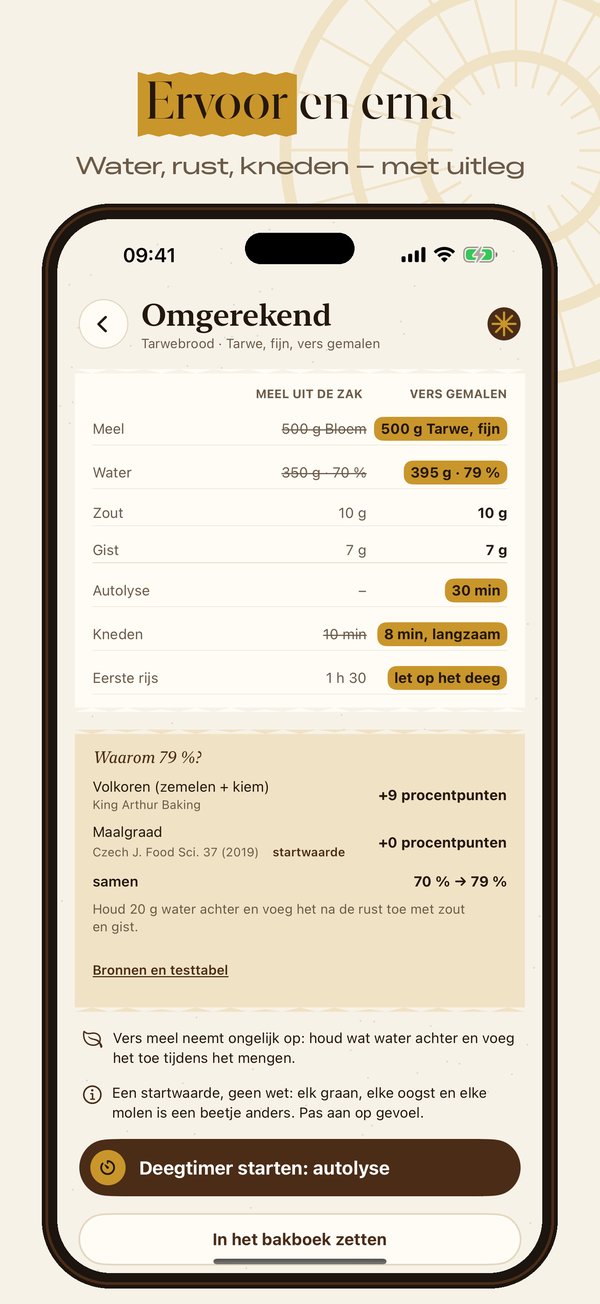 Ervoor en erna
Water, rust, kneden – met uitleg
09:41
Omgerekend
Tarwebrood · Tarwe, fijn, vers gemalen
MEEL UIT DE ZAK VERS GEMALEN
Meel 500 g Bloem 500 g Tarwe, fijn
Water 350 g · 70 % 395 g · 79 %
Zout 10 g 10 g
Gist 7 g 7 g
Autolyse – 30 min
Kneden 10 min 8 min, langzaam
Eerste rijs 1 h 30 let op het deeg
Waarom 79 %?
Volkoren (zemelen + kiem) +9 procentpunten
King Arthur Baking
Maalgraad +0 procentpunten
Czech J. Food Sci. 37 (2019) startwaarde
samen 70 % → 79 %
Houd 20 g water achter en voeg het na de rust toe met zout
en gist.
Bronnen en testtabel
Vers meel neemt ongelijk op: houd wat water achter en voeg
het toe tijdens het mengen.
Een startwaarde, geen wet: elk graan, elke oogst en elke
molen is een beetje anders. Pas aan op gevoel.
Deegtimer starten: autolyse
In het bakboek zetten